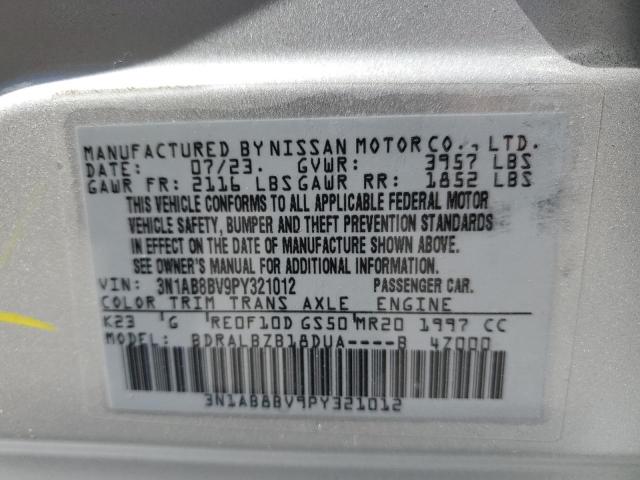 MANUFACTURED BY NISSAN MOTOR CO., LTD.
DATE: 07/23. GVWR: 3957 LBS
GAWR FR: 2116 LBS GAWR RR: 1852 LBS
THIS VEHICLE CONFORMS TO ALL APPLICABLE FEDERAL MOTOR
VEHICLE SAFETY, BUMPER AND THEFT PREVENTION STANDARDS
IN EFFECT ON THE DATE OF MANUFACTURE SHOWN ABOVE.
SEE OWNER'S MANUAL FOR ADDITIONAL INFORMATION.
VIN: 3N1AB8BV9PY321012 PASSENGER CAR.
COLOR TRIM TRANS AXLE ENGINE
K23 'G 'RE0F10D GS50'MR20 1997 CC
MODEL: BDRALBZB18DUA----B 47000
3N1AB8BV9PY321012